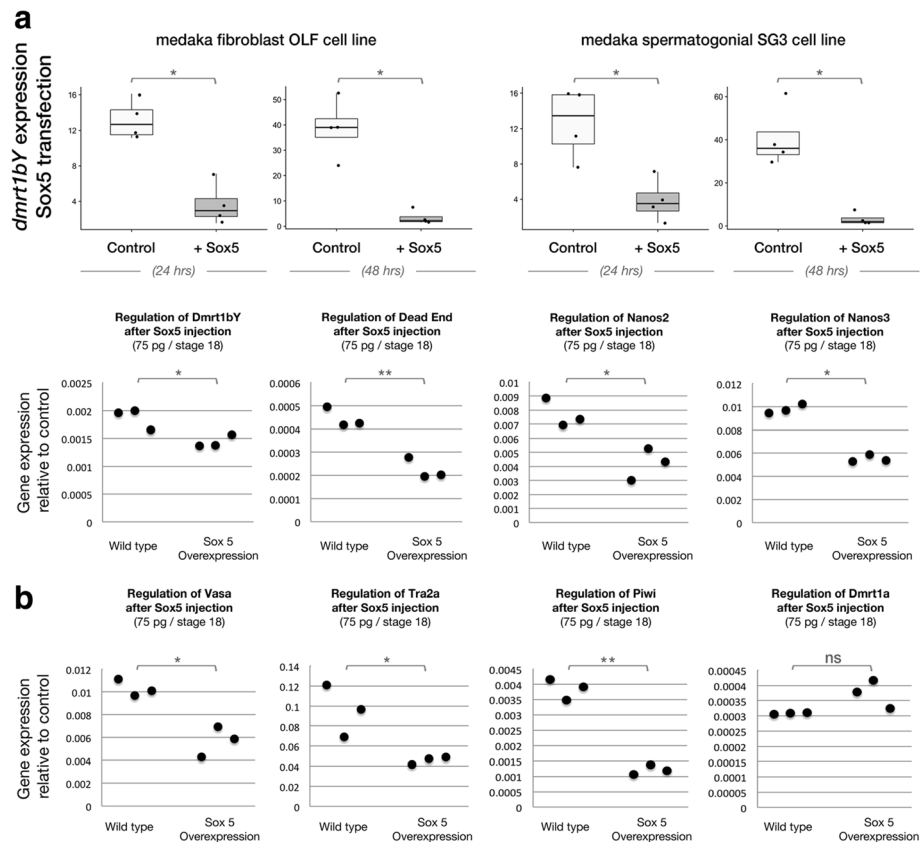 a
medaka fibroblast OLF cell line
medaka spermatogonial SG3 cell line
dmrt1bY expression
Sox5 transfection
*
16
12
8
4
Control
+ Sox5
(24 hrs)
*
50
40
30
20
10
0
Control
+ Sox5
(48 hrs)
*
16
12
8
4
Control
+ Sox5
(24 hrs)
*
60
40
20
0
Control
+ Sox5
(48 hrs)
Regulation of Dmrt1bY
after Sox5 injection
(75 pg / stage 18)
*
Gene expression
relative to control
0.0025
0.002
0.0015
0.001
0.0005
0
Wild type
Sox 5
Overexpression
Regulation of Dead End
after Sox5 injection
(75 pg / stage 18)
**
0.0006
0.0005
0.0004
0.0003
0.0002
0.0001
0
Wild type
Sox 5
Overexpression
Regulation of Nanos2
after Sox5 injection
(75 pg / stage 18)
*
0.01
0.009
0.008
0.007
0.006
0.005
0.004
0.003
0.002
0.001
0
Wild type
Sox 5
Overexpression
Regulation of Nanos3
after Sox5 injection
(75 pg / stage 18)
*
0.012
0.01
0.008
0.006
0.004
0.002
0
Wild type
Sox 5
Overexpression
b
Regulation of Vasa
after Sox5 injection
(75 pg / stage 18)
*
Gene expression
relative to control
0.012
0.01
0.008
0.006
0.004
0.002
0
Wild type
Sox 5
Overexpression
Regulation of Tra2a
after Sox5 injection
(75 pg / stage 18)
*
0.14
0.12
0.1
0.08
0.06
0.04
0.02
0
Wild type
Sox 5
Overexpression
Regulation of Piwi
after Sox5 injection
(75 pg / stage 18)
**
0.0045
0.004
0.0035
0.003
0.0025
0.002
0.0015
0.001
0.0005
0
Wild type
Sox 5
Overexpression
Regulation of Dmrt1a
after Sox5 injection
(75 pg / stage 18)
ns
0.00045
0.0004
0.00035
0.0003
0.00025
0.0002
0.00015
0.0001
0.00005
0
Wild type
Sox 5
Overexpression